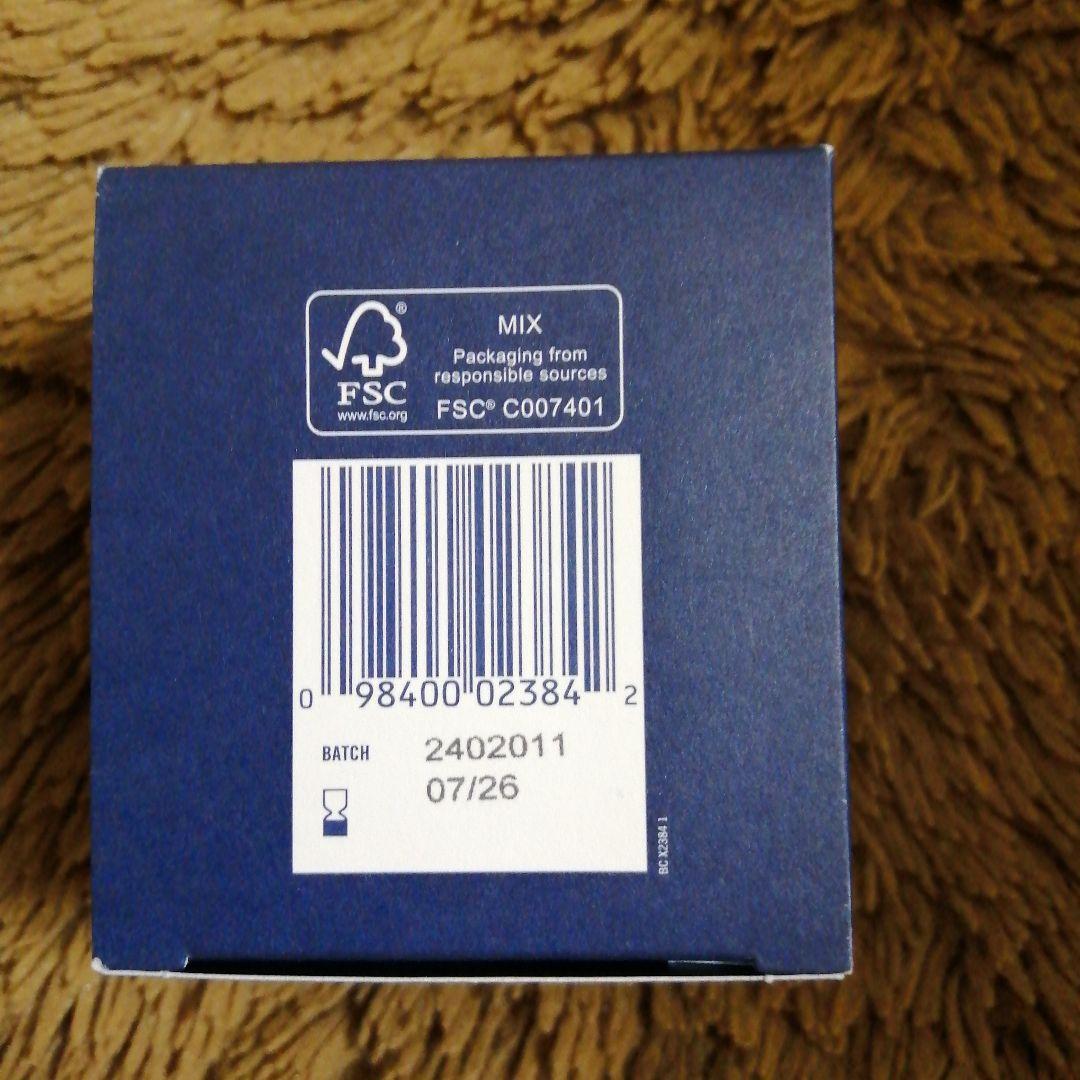 ®
MIX
Packaging from
responsible sources
FSC
www.fsc.org
FSC® C007401
0 98400 02384 2
BATCH 2402011
07/26
BC X2384 1